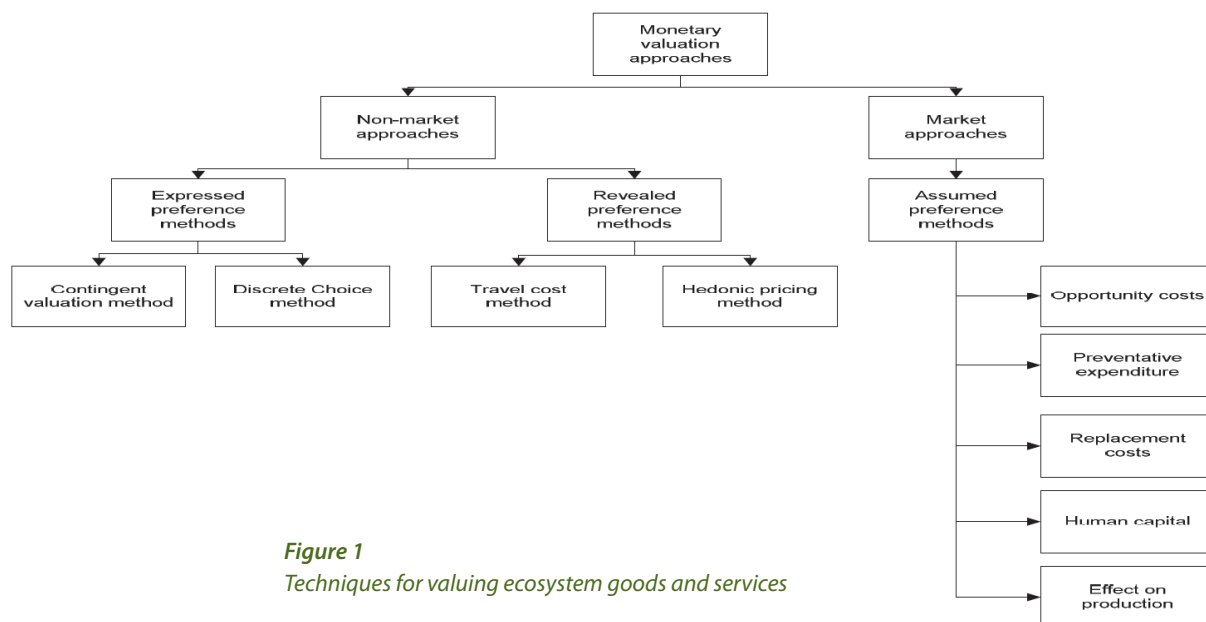 Monetary
valuation
approaches
Non-market
approaches
Market
approaches
Expressed
preference
methods
Revealed
preference
methods
Assumed
preference
methods
Contingent
valuation method
Discrete Choice
method
Travel cost
method
Hedonic pricing
method
Opportunity costs
Preventative
expenditure
Replacement
costs
Human capital
Effect on
production
Figure 1
Techniques for valuing ecosystem goods and services